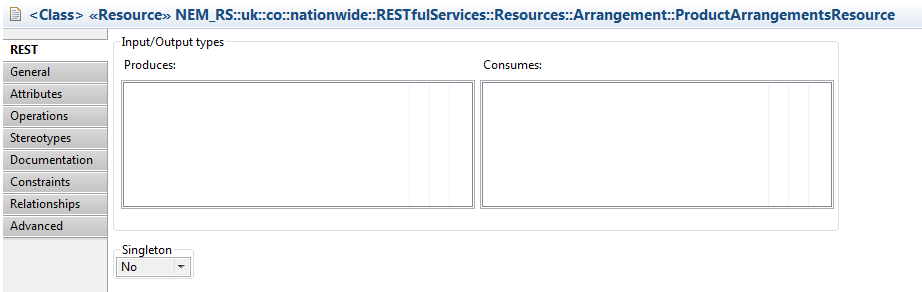 <Class> «Resource» NEM_RS::uk::co::nationwide::RESTfulServices::Resources::Arrangement::ProductArrangementsResource
REST
General
Attributes
Operations
Stereotypes
Documentation
Constraints
Relationships
Advanced
Input/Output types
Produces:
Consumes:
Singleton
No